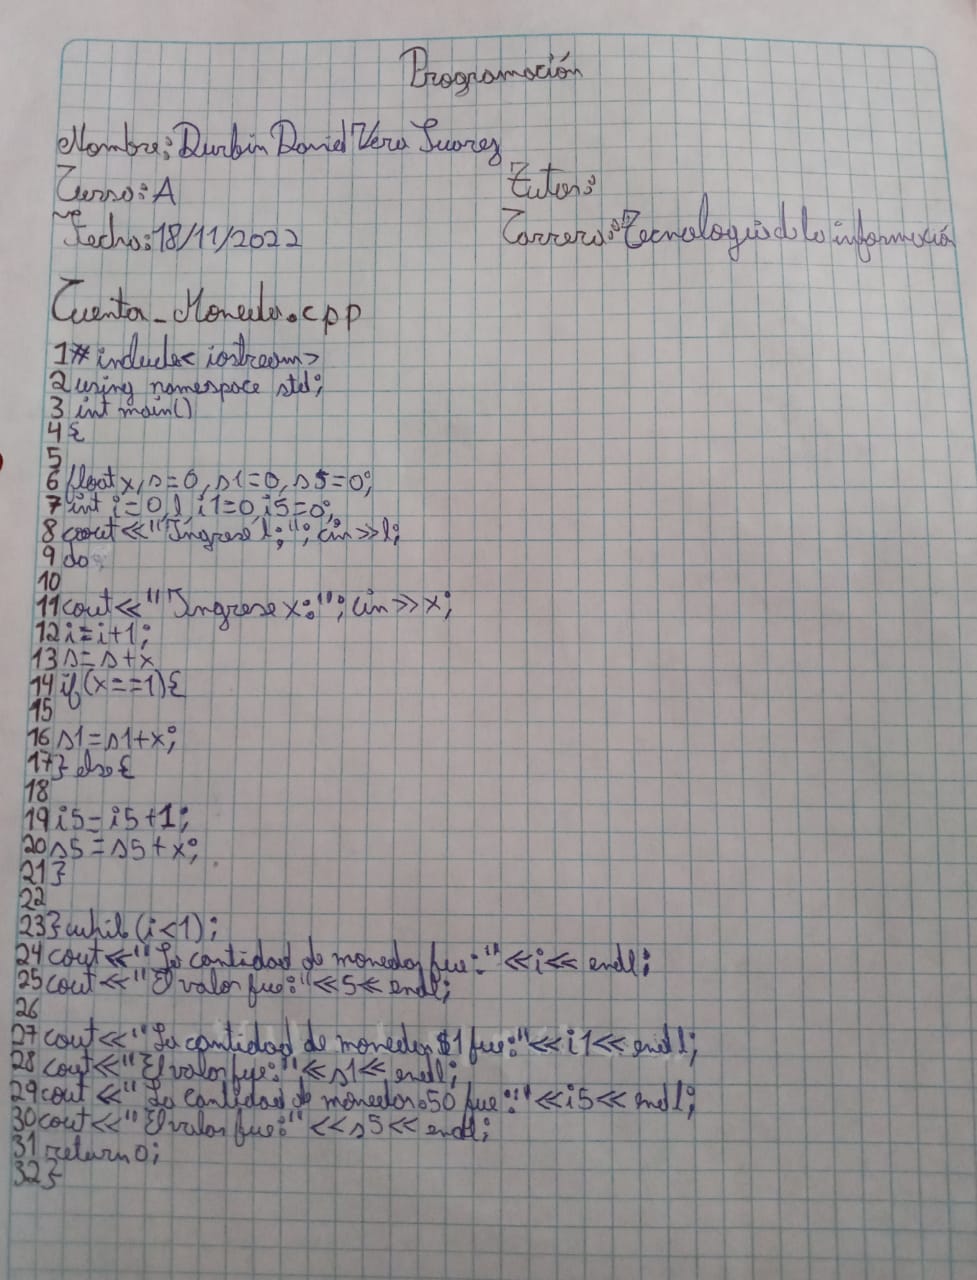 Programación
Nombre: Durbin David Vera Suarez
Curso: A
Tutor:
Fecha: 18/11/2022
Carrera: Tecnologia de la información
Cuenta_Moneda.cpp
1 # include< iostream>
2 using namespace std;
3 int main()
4 {
5
6 float x, s=0, s1=0, s5=0;
7 int i=0, l i1=0, i5=0;
8 cout<<"Ingrese l:"; cin>>l;
9 do
10
11 cout<<"Ingrese x:"; cin>>x;
12 i=i+1;
13 s=s+x
14 if (x==1){
15
16 s1=s1+x;
17 } else{
18
19 i5=i5+1;
20 s5=s5+x;
21 }
22
23 } while (i<1);
24 cout<<"La cantidad de monedas fue:"<<i<< endl;
25 cout<<"El valor fue:"<<s<< endl;
26
27 cout<<"La cantidad de monedas $1 fue:"<<i1<< endl;
28 cout<<"El valor fue:"<<s1<< endl;
29 cout <<"La cantidad de monedas .50 fue:"<<i5<< endl;
30 cout<<"El valor fue:"<<s5<< endl;
31 return 0;
32 }